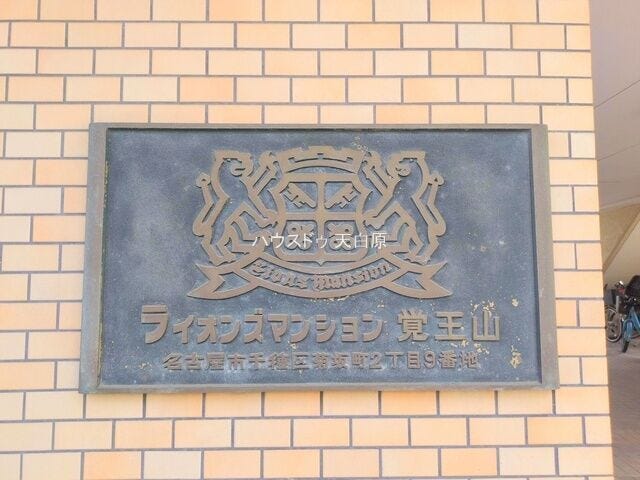 ハウスドゥ 天白原
Lions Mansion
ライオンズマンション 覚王山
名古屋市千種区菊坂町2丁目9番地